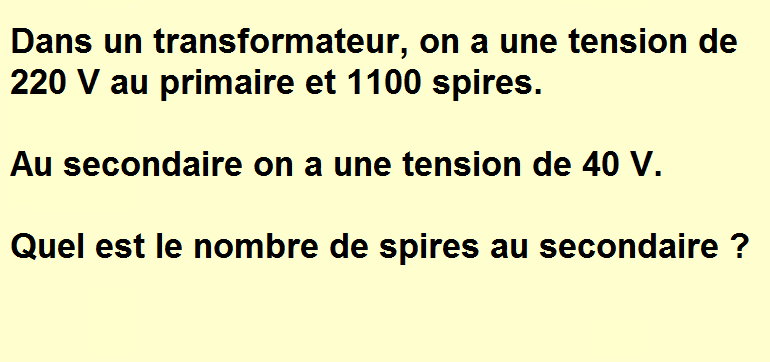 Dans un transformateur, on a une tension de
220 V au primaire et 1100 spires.
Au secondaire on a une tension de 40 V.
Quel est le nombre de spires au secondaire ?